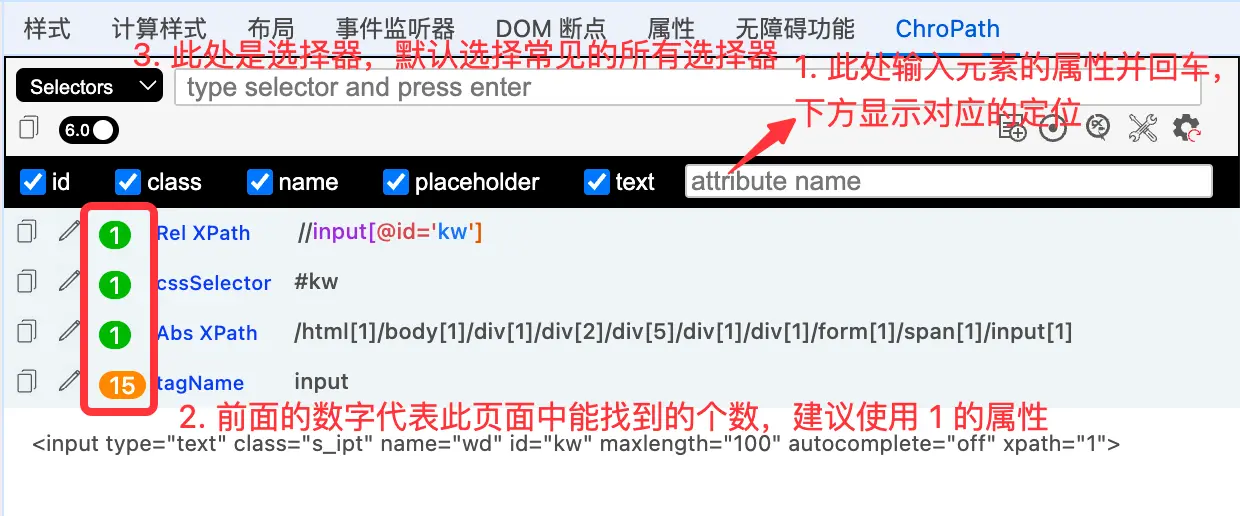 样式 计算样式 布局 事件监听器 DOM 断点 属性 无障碍功能 ChroPath
3. 此处是选择器，默认选择常见的所有选择器
1. 此处输入元素的属性并回车，
下方显示对应的定位
Selectors type selector and press enter
6.0
id class name placeholder text attribute name
1 Rel XPath //input[@id='kw']
1 cssSelector #kw
1 Abs XPath /html[1]/body[1]/div[1]/div[2]/div[5]/div[1]/div[1]/form[1]/span[1]/input[1]
15 tagName input
2. 前面的数字代表此页面中能找到的个数，建议使用 1 的属性
<input type="text" class="s_ipt" name="wd" id="kw" maxlength="100" autocomplete="off" xpath="1">